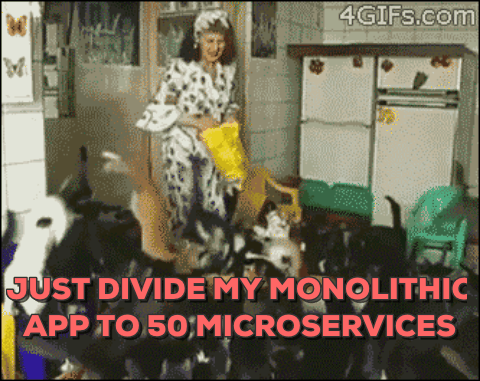 4GIFs.com
JUST DIVIDE MY MONOLITHIC
APP TO 50 MICROSERVICES